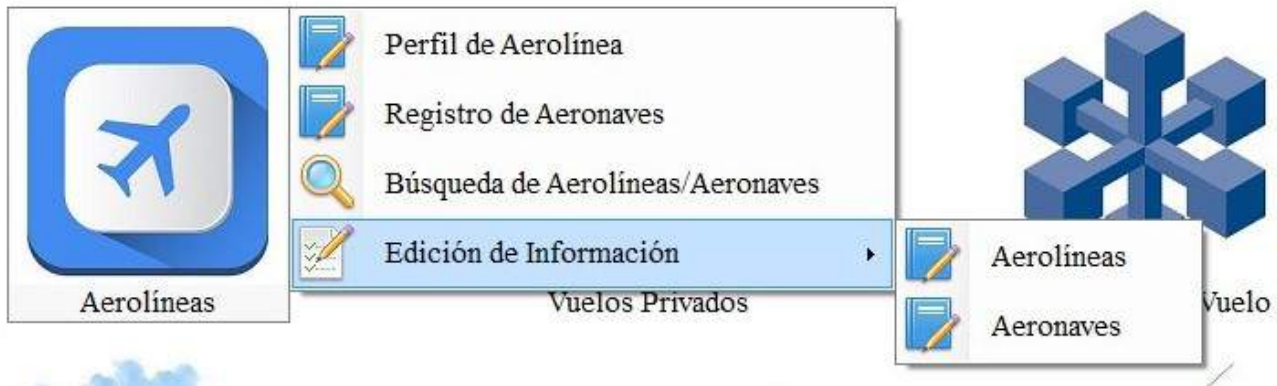 Perfil de Aerolínea
Registro de Aeronaves
Búsqueda de Aerolíneas/Aeronaves
Edición de Información
Aerolíneas
Aeronaves
Aerolíneas
Vuelos Privados
Vuelo